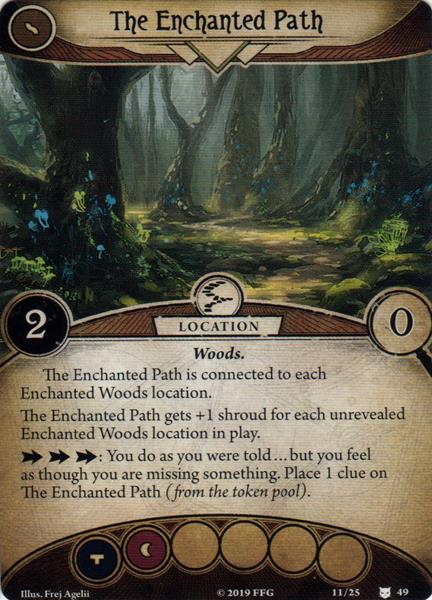 The Enchanted Path
2
0
LOCATION
Woods.
The Enchanted Path is connected to each
Enchanted Woods location.
The Enchanted Path gets +1 shroud for each unrevealed
Enchanted Woods location in play.
: You do as you were told ... but you feel
as though you are missing something. Place 1 clue on
The Enchanted Path (from the token pool).
Illus. Frej Agelii © 2019 FFG 11/25 49